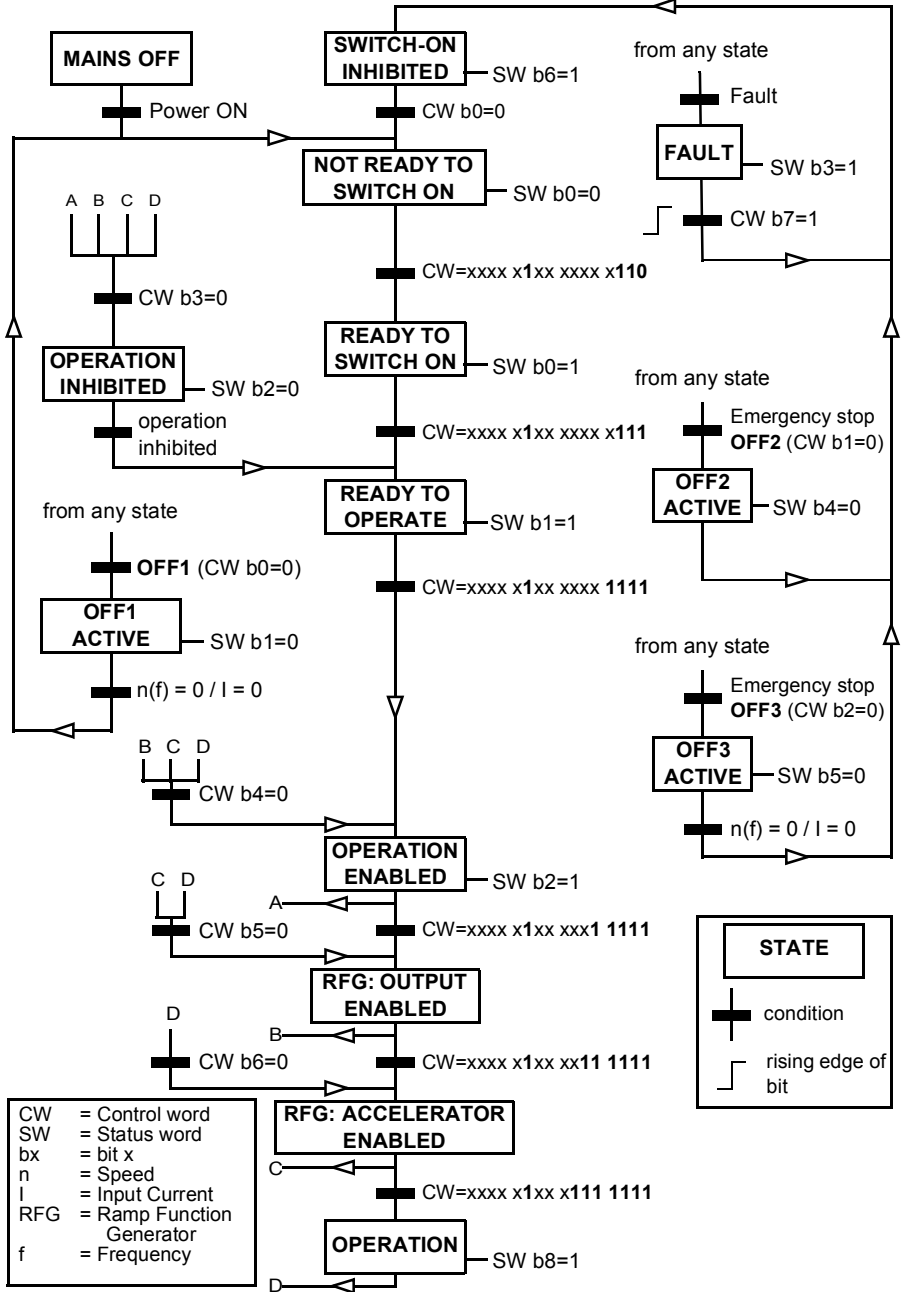 MAINS OFF
Power ON
SWITCH-ON
INHIBITED
SW b6=1
CW b0=0
NOT READY TO
SWITCH ON
SW b0=0
CW=xxxx x1xx xxxx x110
READY TO
SWITCH ON
SW b0=1
CW=xxxx x1xx xxxx x111
READY TO
OPERATE
SW b1=1
CW=xxxx x1xx xxxx 1111
A B C D
CW b3=0
OPERATION
INHIBITED
SW b2=0
operation
inhibited
from any state
OFF1 (CW b0=0)
OFF1
ACTIVE
SW b1=0
n(f) = 0 / I = 0
B C D
CW b4=0
OPERATION
ENABLED
SW b2=1
A
C D
CW b5=0
CW=xxxx x1xx xxx1 1111
RFG: OUTPUT
ENABLED
B
D
CW b6=0
CW=xxxx x1xx xx11 1111
RFG: ACCELERATOR
ENABLED
C
CW=xxxx x1xx x111 1111
OPERATION
SW b8=1
D
from any state
Fault
FAULT
SW b3=1
CW b7=1
from any state
Emergency stop
OFF2 (CW b1=0)
OFF2
ACTIVE
SW b4=0
from any state
Emergency stop
OFF3 (CW b2=0)
OFF3
ACTIVE
SW b5=0
n(f) = 0 / I = 0
STATE
condition
rising edge of
bit
CW = Control word
SW = Status word
bx = bit x
n = Speed
I = Input Current
RFG = Ramp Function
Generator
f = Frequency